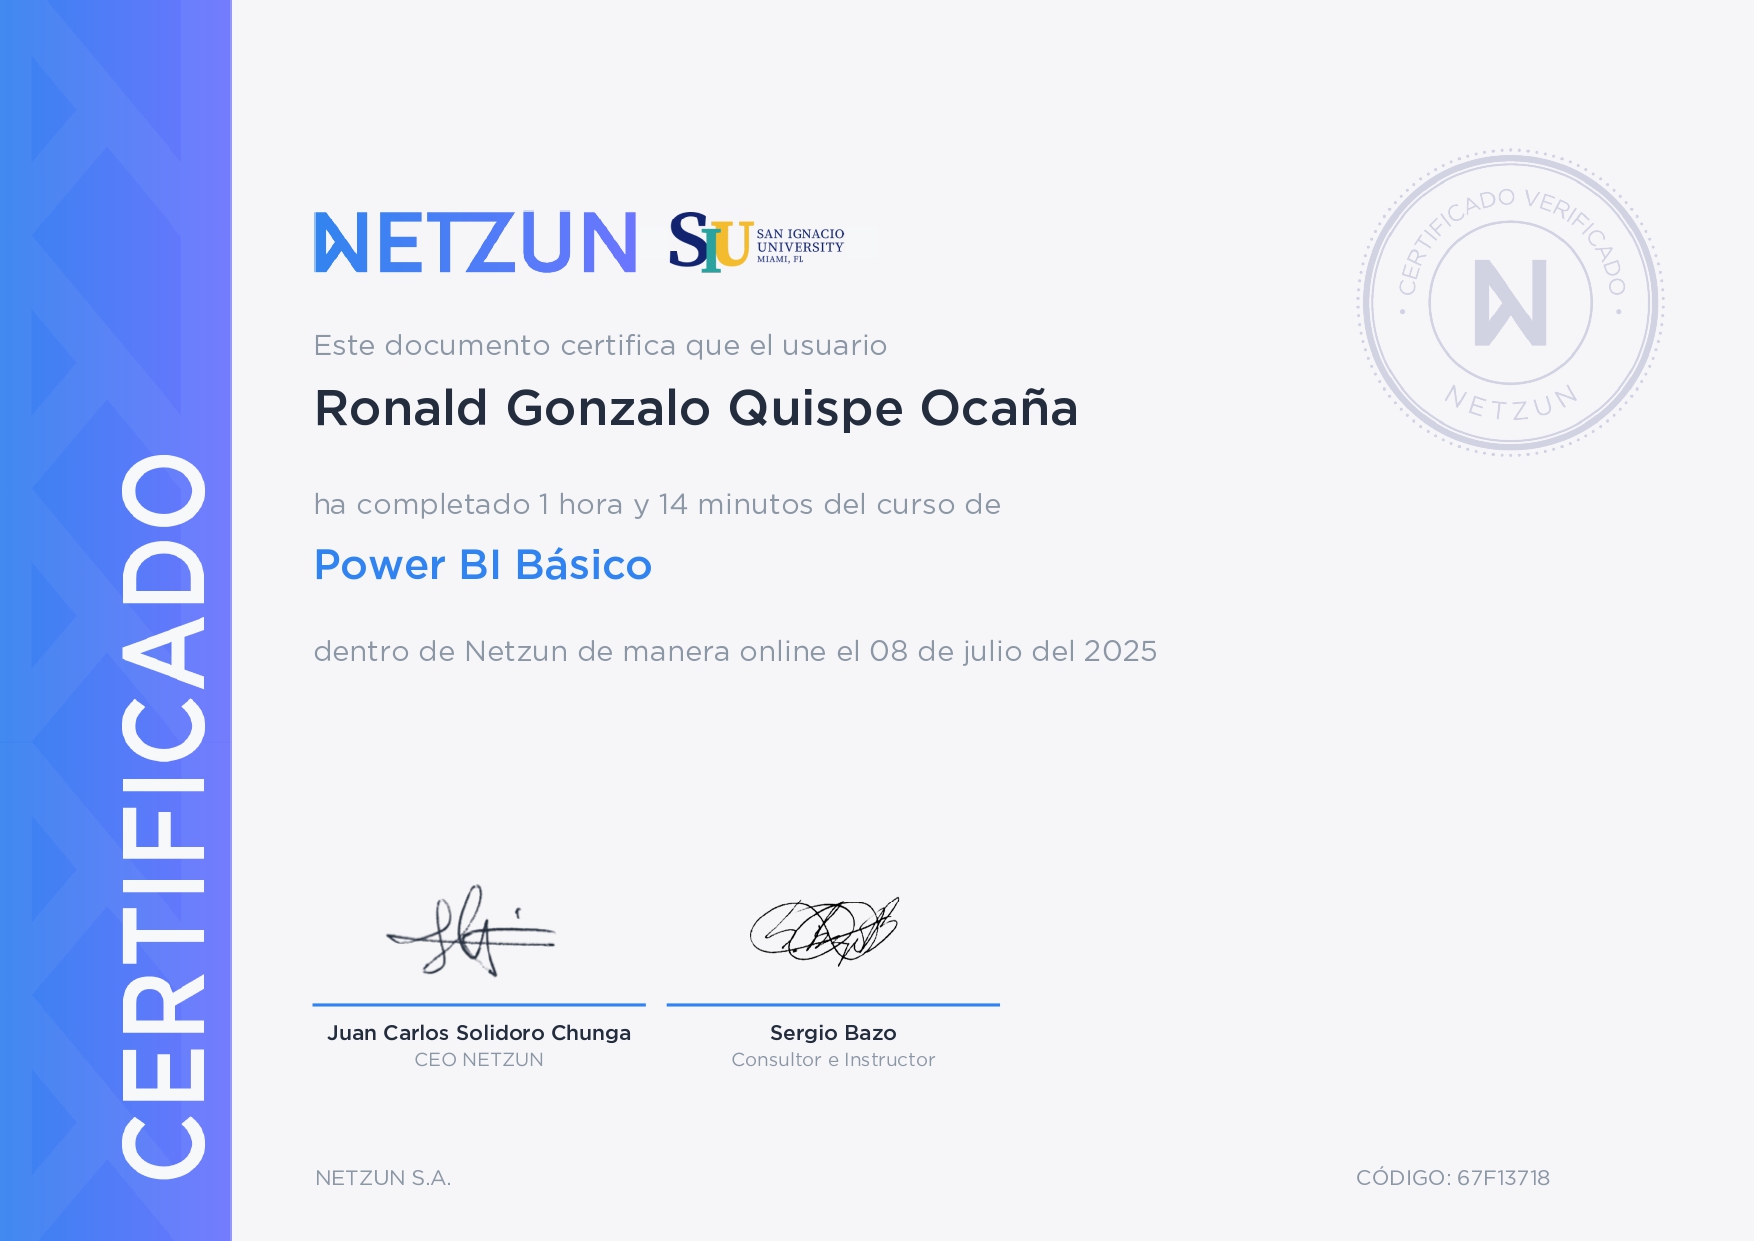 CERTIFICADO
NETZUN
SIU
SAN IGNACIO
UNIVERSITY
MIAMI, FL
• CERTIFICADO VERIFICADO •
N
NETZUN
Este documento certifica que el usuario
Ronald Gonzalo Quispe Ocaña
ha completado 1 hora y 14 minutos del curso de
Power BI Básico
dentro de Netzun de manera online el 08 de julio del 2025
Juan Carlos Solidoro Chunga
CEO NETZUN
Sergio Bazo
Consultor e Instructor
NETZUN S.A.
CÓDIGO: 67F13718